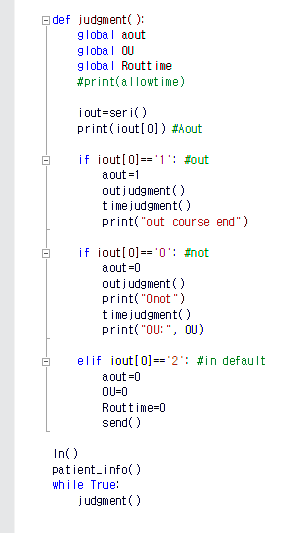 def judgment():
    global aout
    global OU
    global Routtime
    #print(allowtime)

    iout=seri()
    print(iout[0]) #Aout

    if iout[0]=='1': #out
        aout=1
        outjudgment()
        timejudgment()
        print("out course end")

    if iout[0]=='0': #not
        aout=0
        outjudgment()
        print("0not")
        timejudgment()
        print("OU:", OU)

    elif iout[0]=='2': #in default
        aout=0
        OU=0
        Routtime=0
        send()

In()
patient_info()
while True:
    judgment()